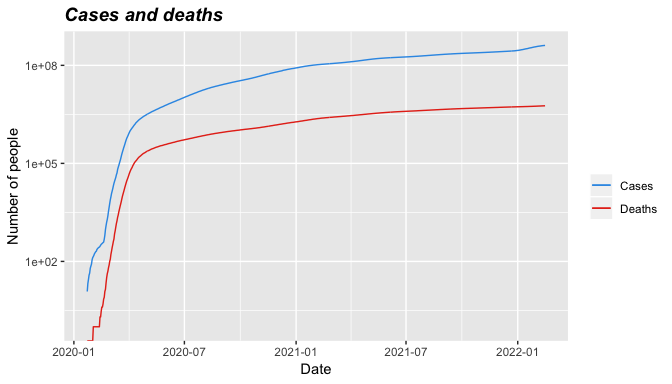 Cases and deaths
Number of people
1e+08
1e+05
1e+02
2020-01
2020-07
2021-01
2021-07
2022-01
Date
Cases
Deaths